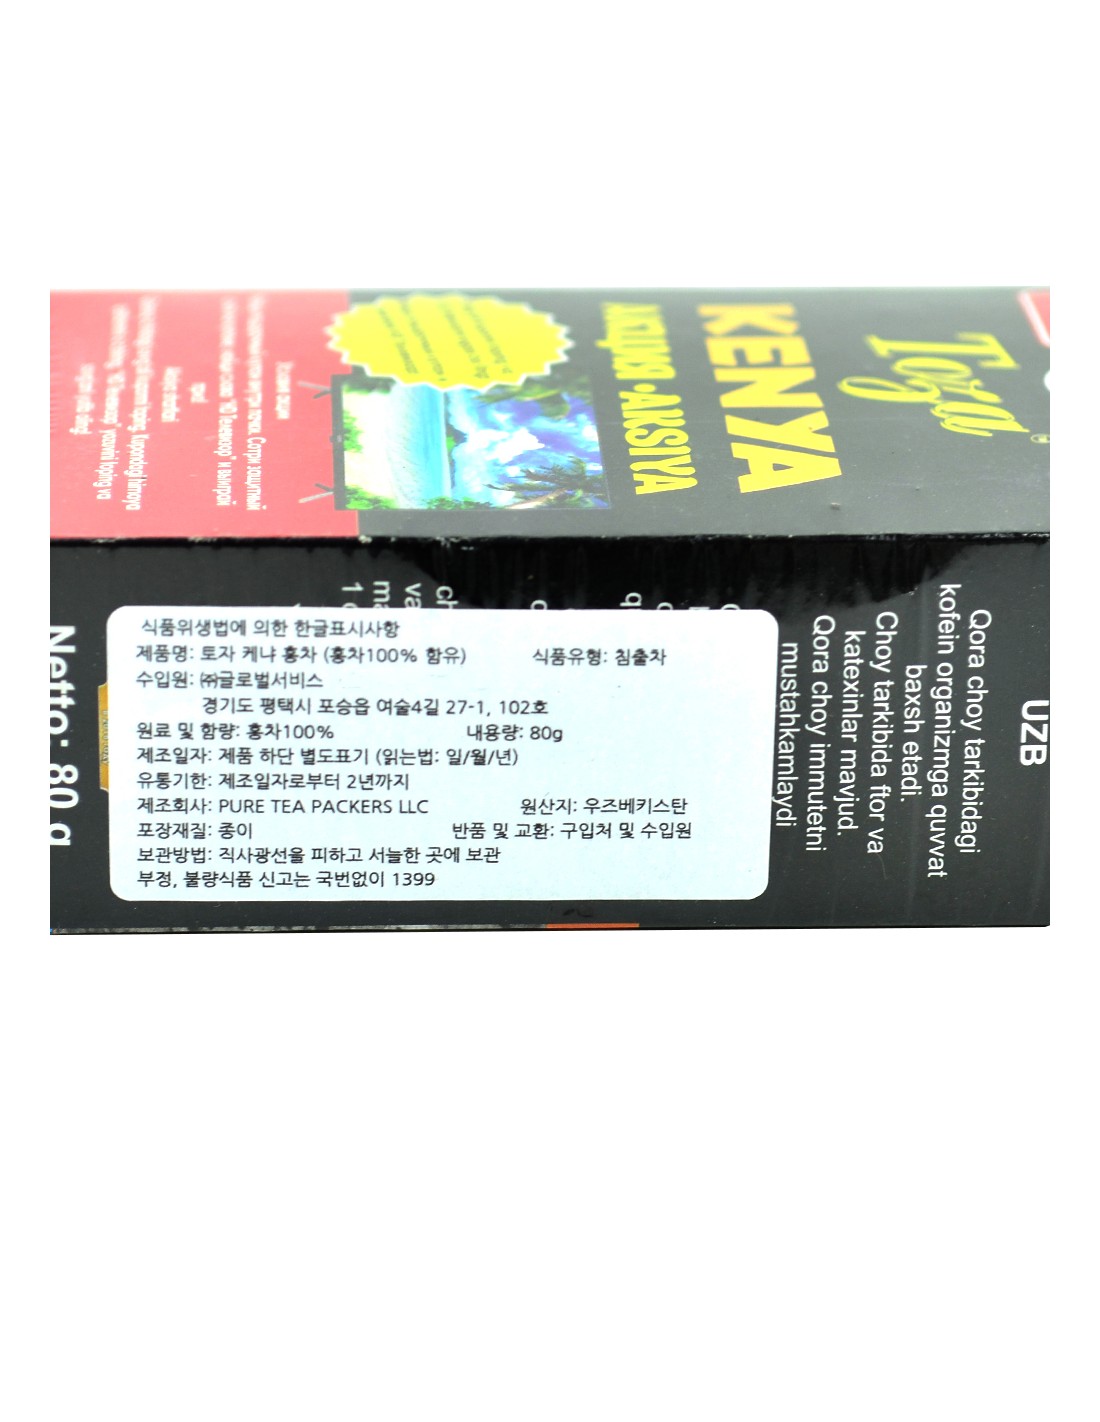 Toza
KENYA
АКЦИЯ • AKSIYA
UZB
Qora choy tarkibidagi
kofein organizmga quvvat
baxsh etadi.
Choy tarkibida ftor va
katexinlar mavjud.
Qora choy immutetni
mustahkamlaydi
Netto: 80 g
식품위생법에 의한 한글표시사항
제품명: 토자 케냐 홍차 (홍차100% 함유) 식품유형: 침출차
수입원: ㈜글로벌서비스
경기도 평택시 포승읍 여술4길 27-1, 102호
원료 및 함량: 홍차100% 내용량: 80g
제조일자: 제품 하단 별도표기 (읽는법: 일/월/년)
유통기한: 제조일자로부터 2년까지
제조회사: PURE TEA PACKERS LLC 원산지: 우즈베키스탄
포장재질: 종이 반품 및 교환: 구입처 및 수입원
보관방법: 직사광선을 피하고 서늘한 곳에 보관
부정, 불량식품 신고는 국번없이 1399